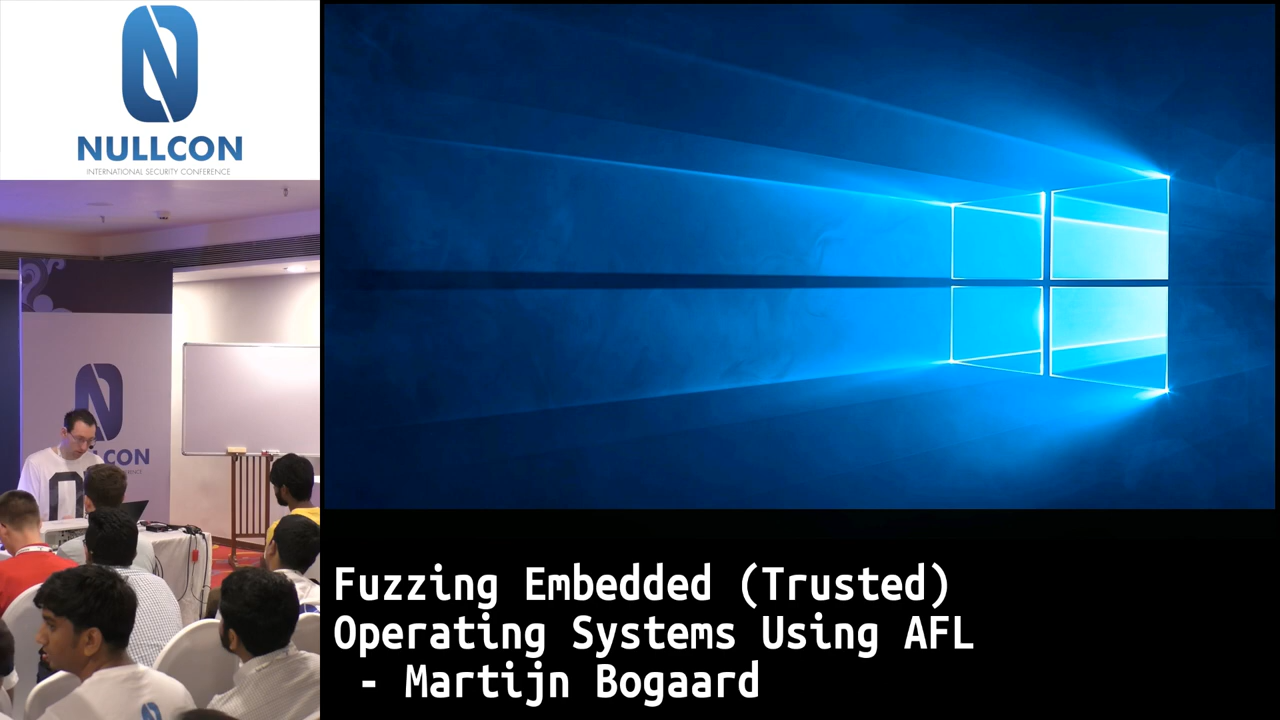 NULLCON
INTERNATIONAL SECURITY CONFERENCE
Fuzzing Embedded (Trusted)
Operating Systems Using AFL
- Martijn Bogaard